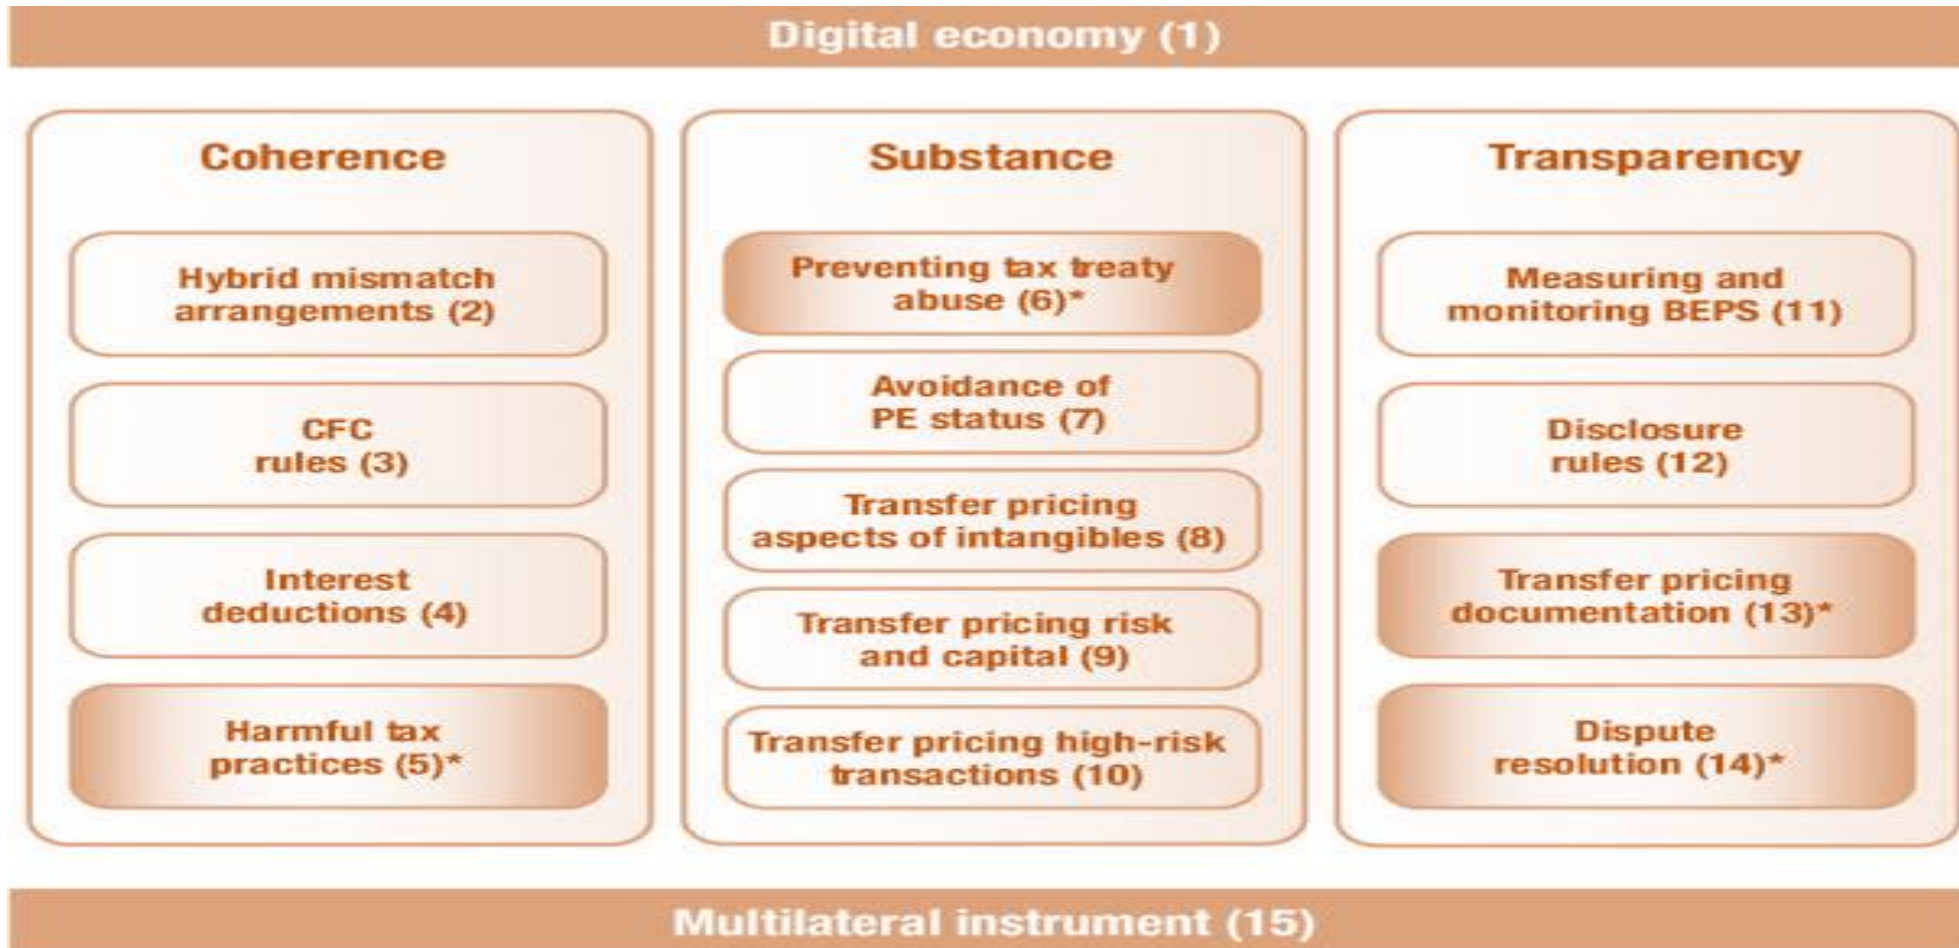 Digital economy (1)
Coherence
Hybrid mismatch
arrangements (2)
CFC
rules (3)
Interest
deductions (4)
Harmful tax
practices (5)*
Substance
Preventing tax treaty
abuse (6)*
Avoidance of
PE status (7)
Transfer pricing
aspects of intangibles (8)
Transfer pricing risk
and capital (9)
Transfer pricing high-risk
transactions (10)
Transparency
Measuring and
monitoring BEPS (11)
Disclosure
rules (12)
Transfer pricing
documentation (13)*
Dispute
resolution (14)*
Multilateral instrument (15)